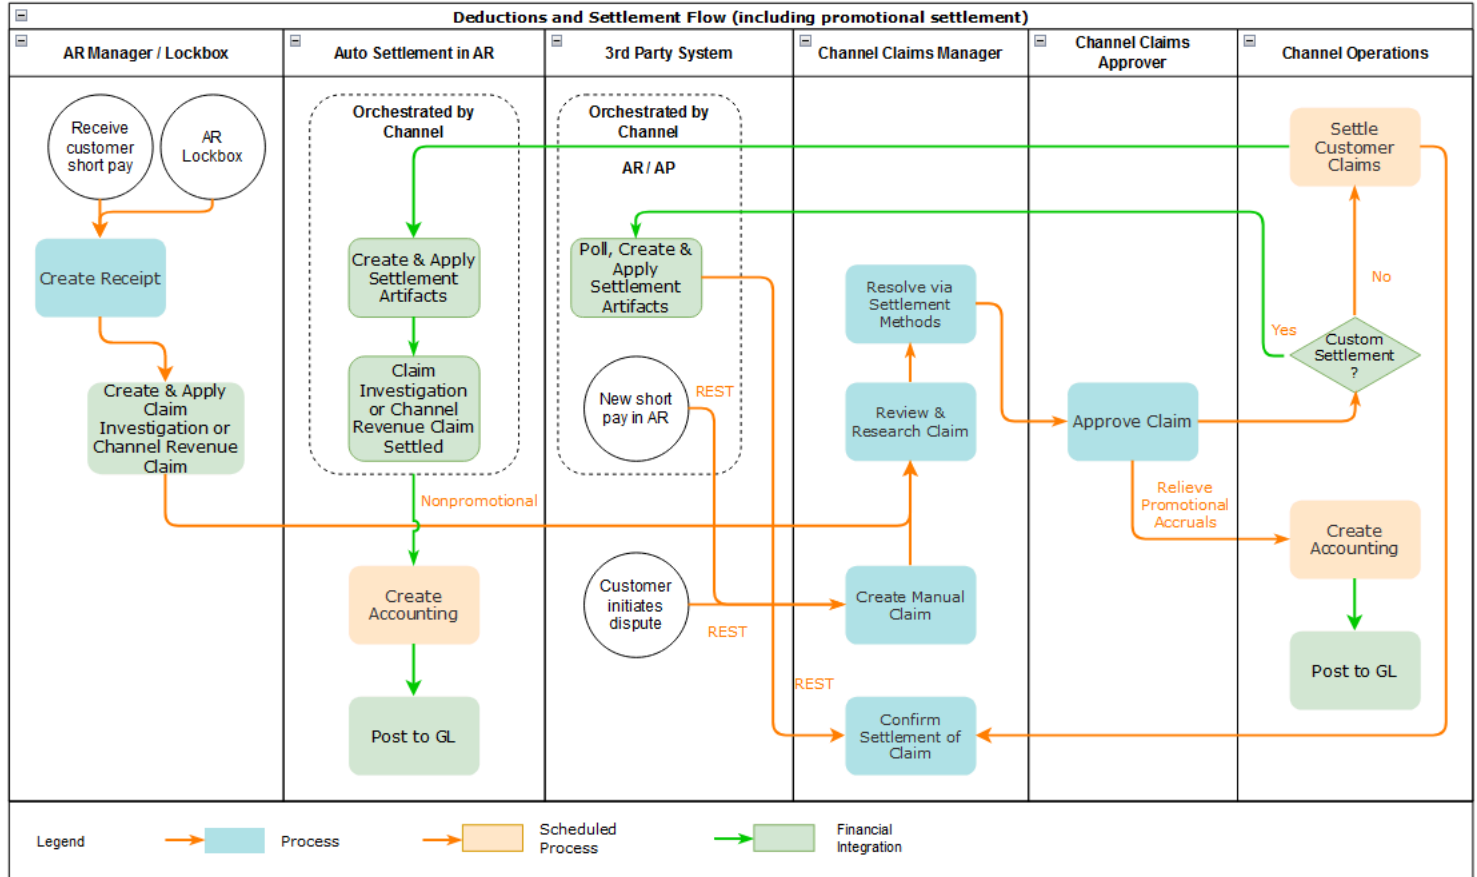 Deductions and Settlement Flow (including promotional settlement)
AR Manager / Lockbox
Auto Settlement in AR
3rd Party System
Channel Claims Manager
Channel Claims
Approver
Channel Operations
Receive
customer
short pay
AR
Lockbox
Create Receipt
Create & Apply
Claim
Investigation or
Channel Revenue
Claim
Orchestrated by
Channel
Create & Apply
Settlement
Artifacts
Claim
Investigation
or Channel
Revenue Claim
Settled
Nonpromotional
Create
Accounting
Post to GL
Orchestrated by
Channel
AR / AP
Poll, Create &
Apply
Settlement
Artifacts
New short
pay in AR
REST
Customer
initiates
dispute
REST
REST
Resolve via
Settlement
Methods
Review &
Research Claim
Create Manual
Claim
Confirm
Settlement of
Claim
Approve Claim
Relieve
Promotional
Accruals
Settle
Customer
Claims
No
Yes
Custom
Settlement
?
Create
Accounting
Post to GL
Legend
Process
Scheduled
Process
Financial
Integration